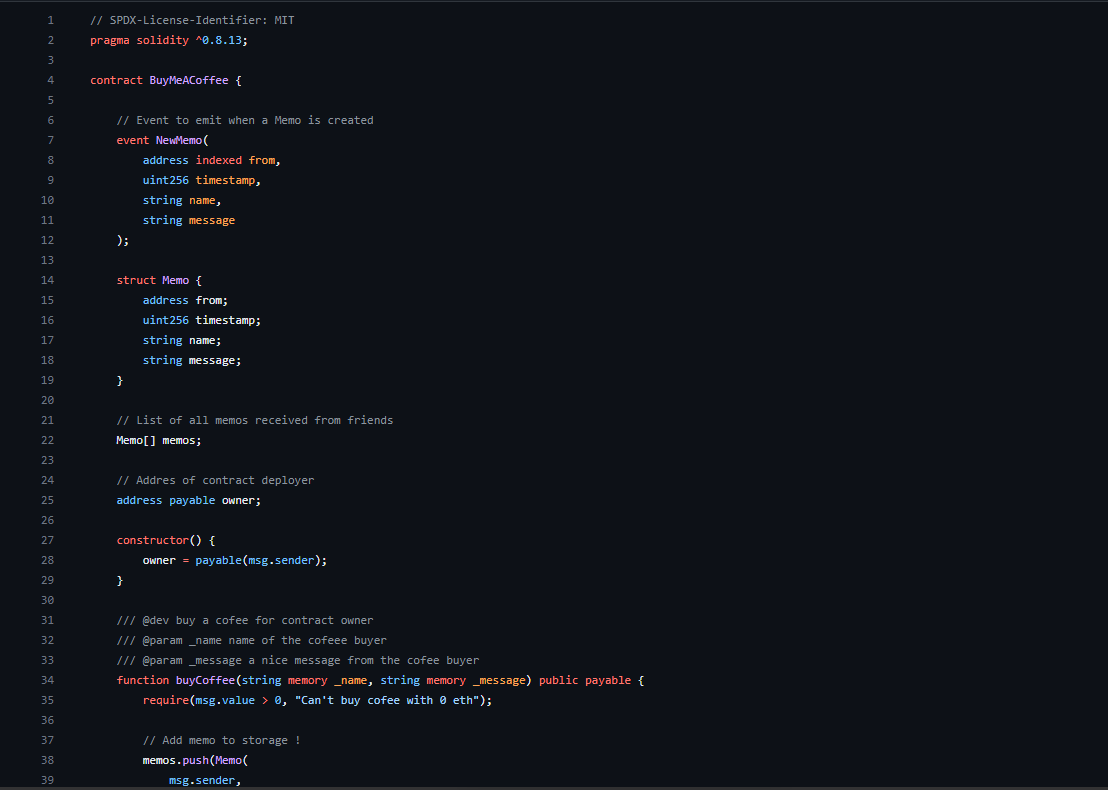 1 // SPDX-License-Identifier: MIT
2 pragma solidity ^0.8.13;
3
4 contract BuyMeACoffee {
5
6 // Event to emit when a Memo is created
7 event NewMemo(
8 address indexed from,
9 uint256 timestamp,
10 string name,
11 string message
12 );
13
14 struct Memo {
15 address from;
16 uint256 timestamp;
17 string name;
18 string message;
19 }
20
21 // List of all memos received from friends
22 Memo[] memos;
23
24 // Addres of contract deployer
25 address payable owner;
26
27 constructor() {
28 owner = payable(msg.sender);
29 }
30
31 /// @dev buy a cofee for contract owner
32 /// @param _name name of the cofeee buyer
33 /// @param _message a nice message from the cofee buyer
34 function buyCoffee(string memory _name, string memory _message) public payable {
35 require(msg.value > 0, "Can't buy cofee with 0 eth");
36
37 // Add memo to storage !
38 memos.push(Memo(
39 msg.sender,